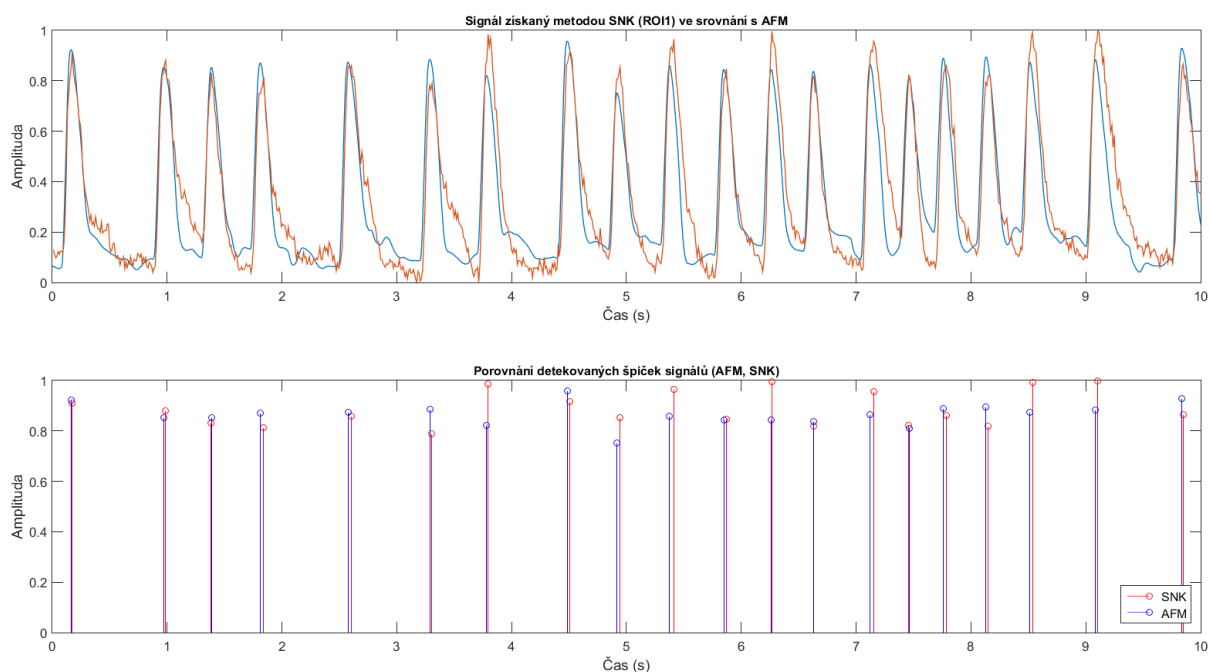 Signál získaný metodou SNK (ROI1) ve srovnání s AFM
1
0.8
0.6
0.4
0.2
0
Amplituda
0 1 2 3 4 5 6 7 8 9 10
Čas (s)
Porovnání detekovaných špiček signálů (AFM, SNK)
1
0.8
0.6
0.4
0.2
0
Amplituda
SNK
AFM
0 1 2 3 4 5 6 7 8 9 10
Čas (s)